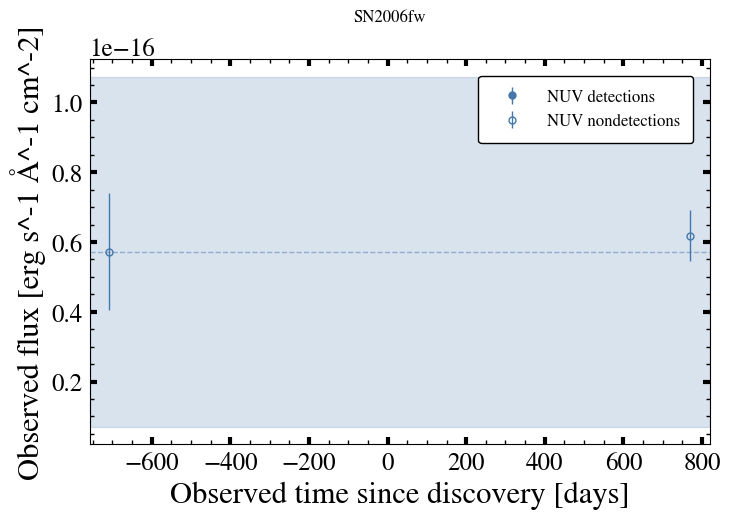 SN2006fw
1e−16
Observed flux [erg s^-1 Å^-1 cm^-2]
1.0
0.8
0.6
0.4
0.2
NUV detections
NUV nondetections
−600 −400 −200 0 200 400 600 800
Observed time since discovery [days]